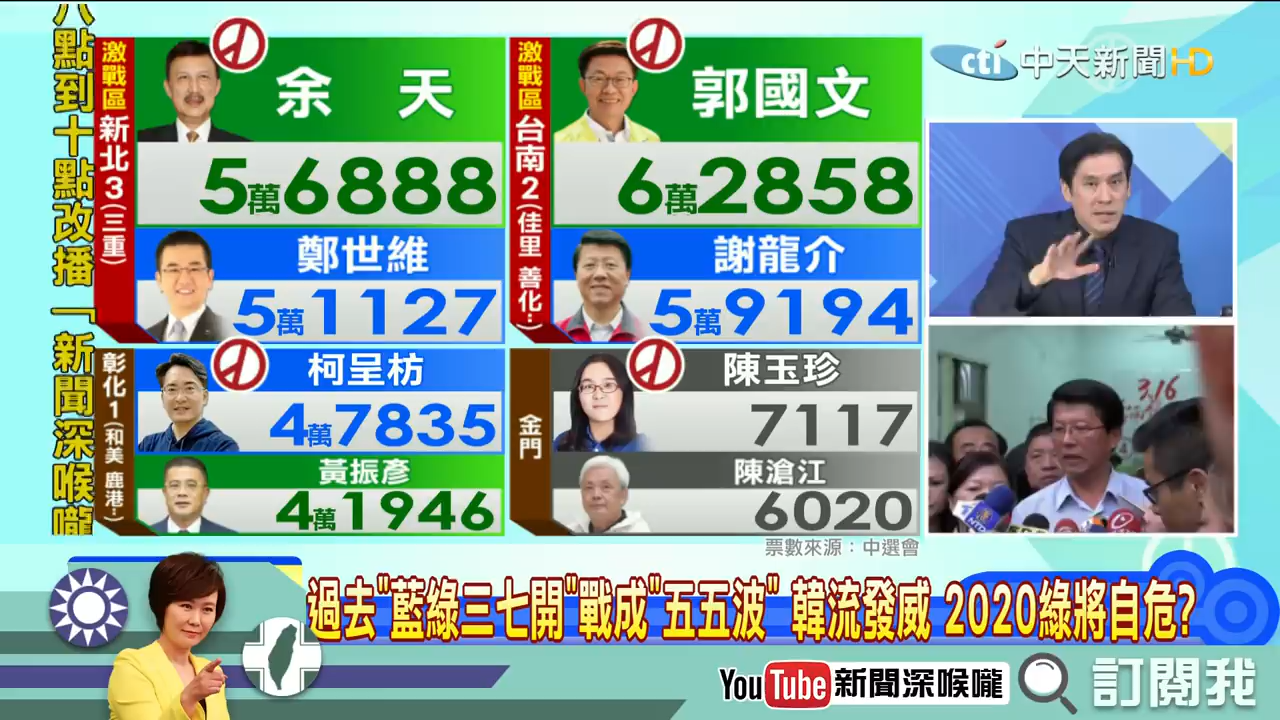 八點到十點改播「新聞深喉嚨
激戰區 新北3(三重)
余天
5萬6888
鄭世維
5萬1127
激戰區 台南2(佳里 善化‥)
郭國文
6萬2858
謝龍介
5萬9194
彰化1(和美 鹿港‥)
柯呈枋
4萬7835
黃振彥
4萬1946
金門
陳玉珍
7117
陳滄江
6020
票數來源：中選會
cti 中天新聞HD
3/6
過去"藍綠三七開"戰成"五五波" 韓流發威 2020綠將自危?
YouTube 新聞深喉嚨 訂閱我